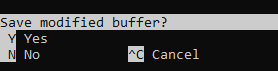 Save modified buffer?
Y Yes
N No ^C Cancel